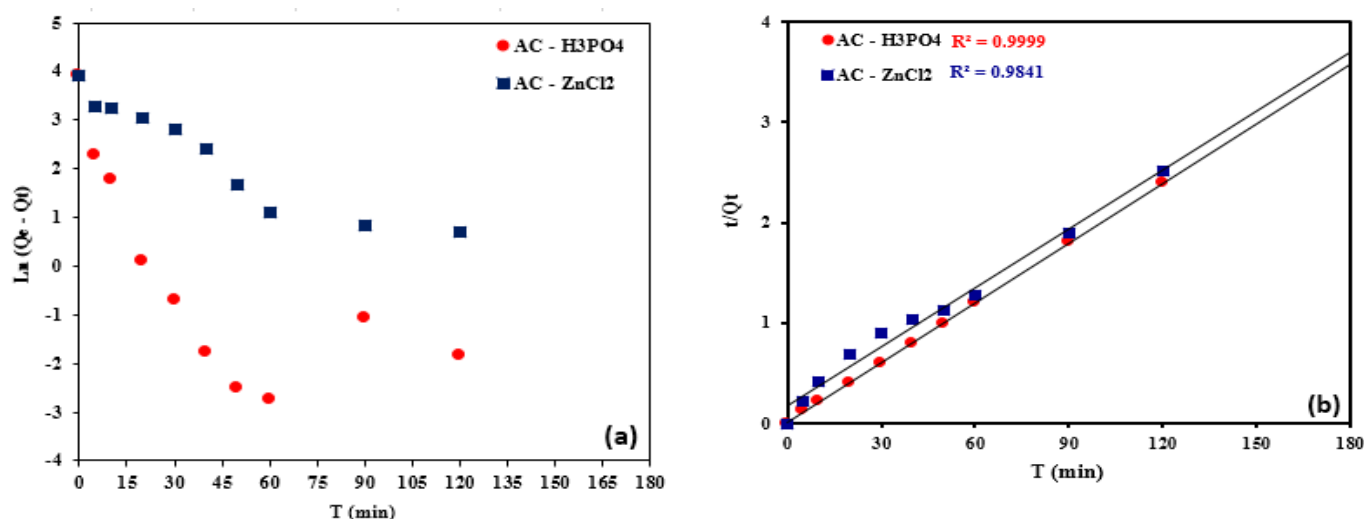 5
4
3
2
1
0
-1
-2
-3
-4
Ln (Qe - Qt)
AC - H3PO4
AC - ZnCl2
(a)
0 15 30 45 60 75 90 105 120 135 150 165 180
T (min)
4
3
2
1
0
t/Qt
AC - H3PO4 R² = 0.9999
AC - ZnCl2 R² = 0.9841
(b)
0 30 60 90 120 150 180
T (min)